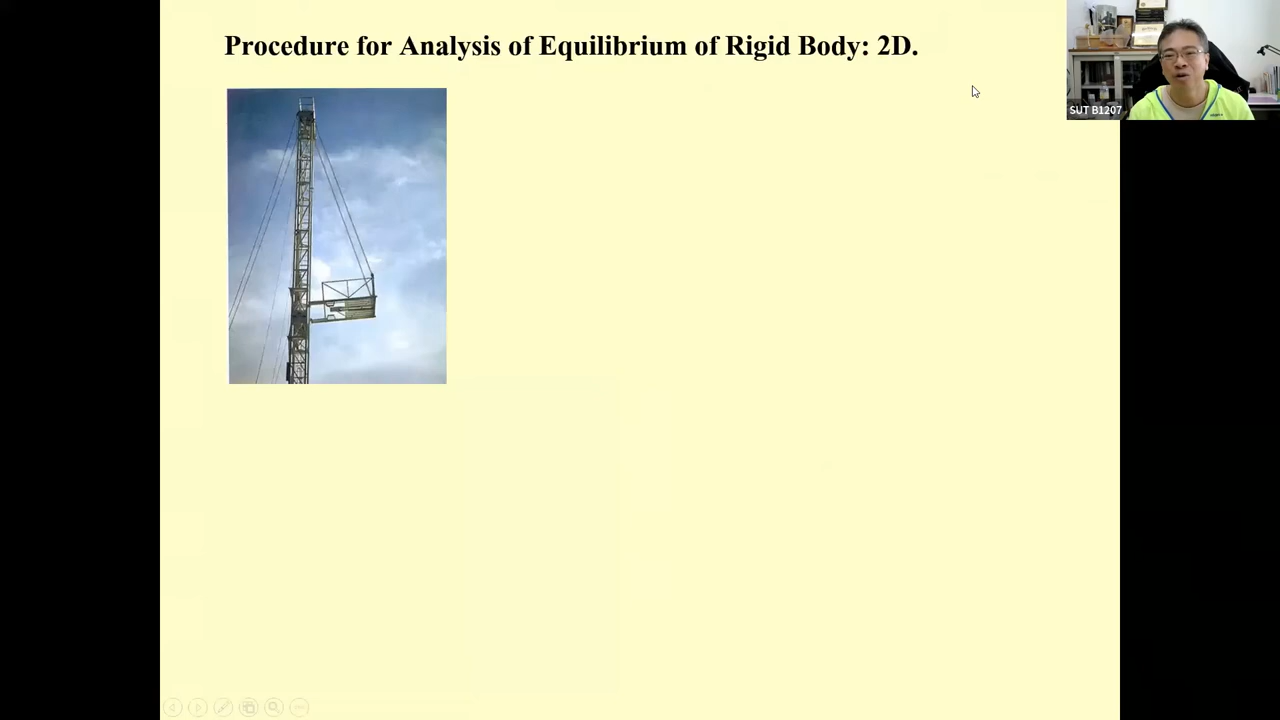 Procedure for Analysis of Equilibrium of Rigid Body: 2D.
SUT B1207